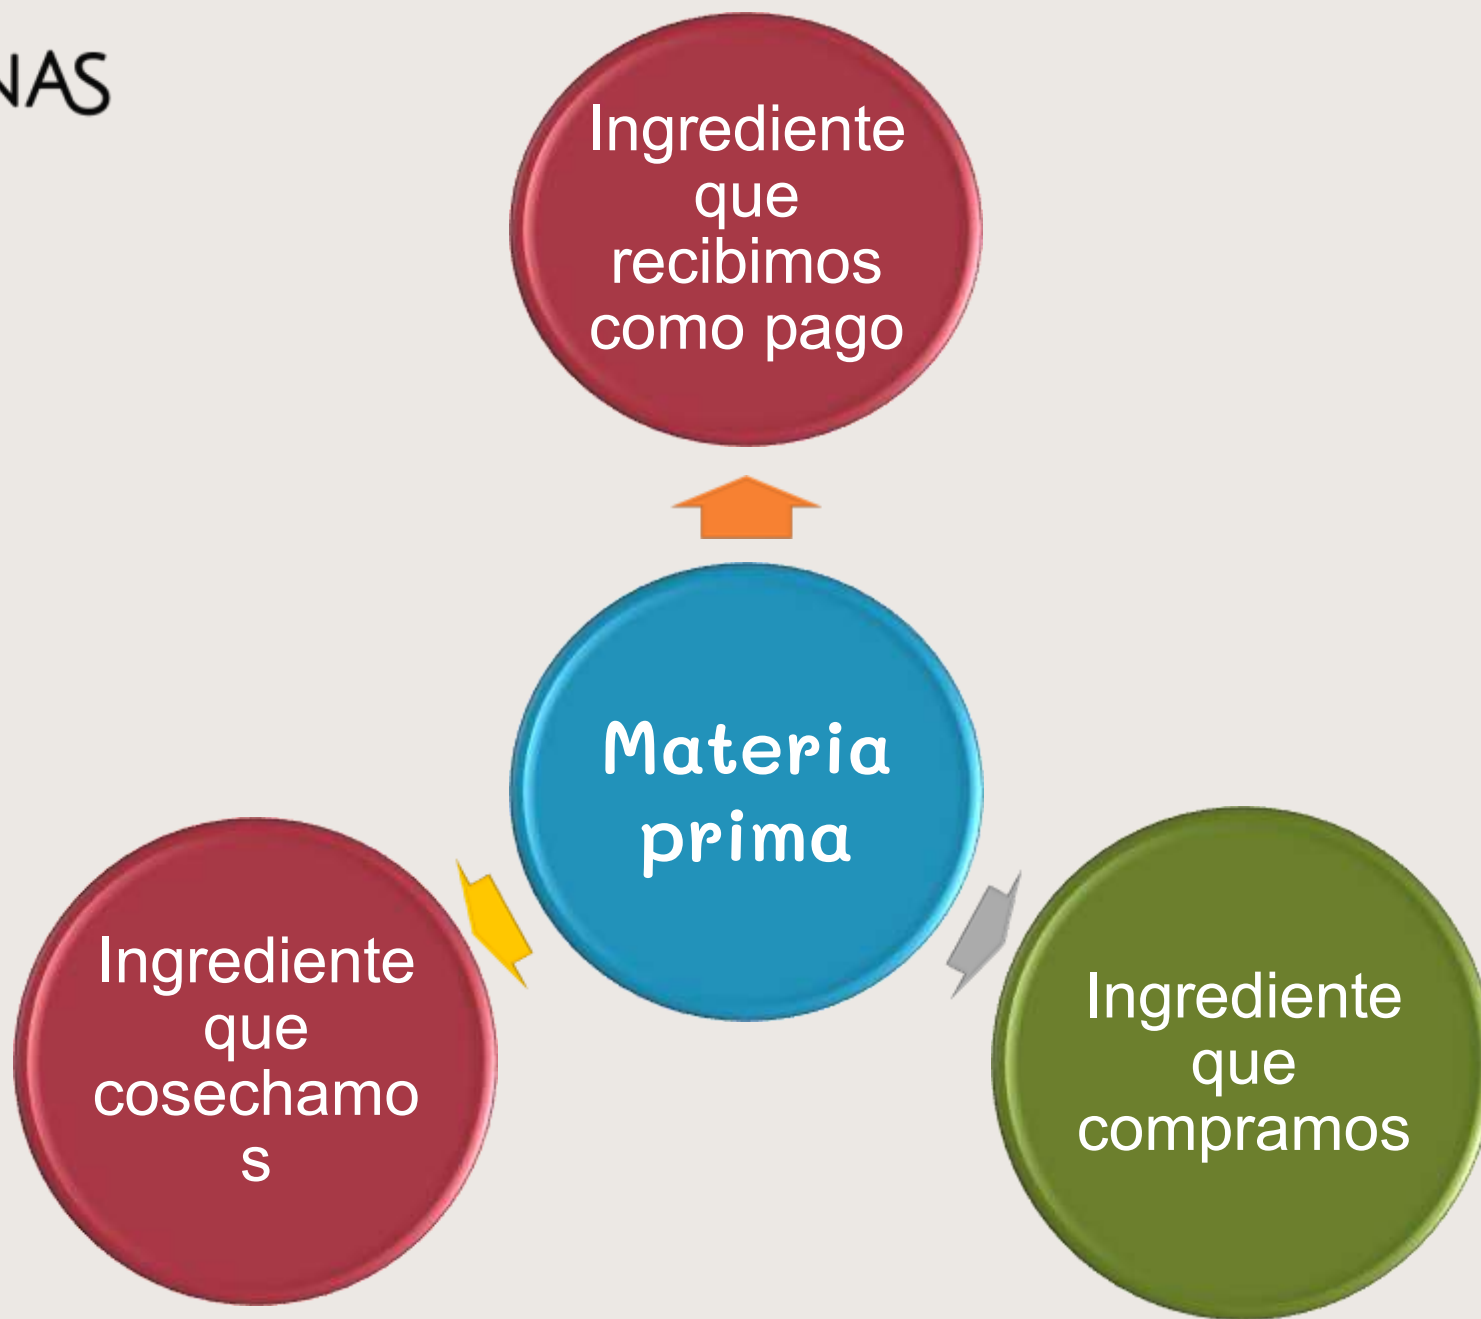 NAS
Ingrediente
que
recibimos
como pago
Materia
prima
Ingrediente
que
cosechamo
s
Ingrediente
que
compramos